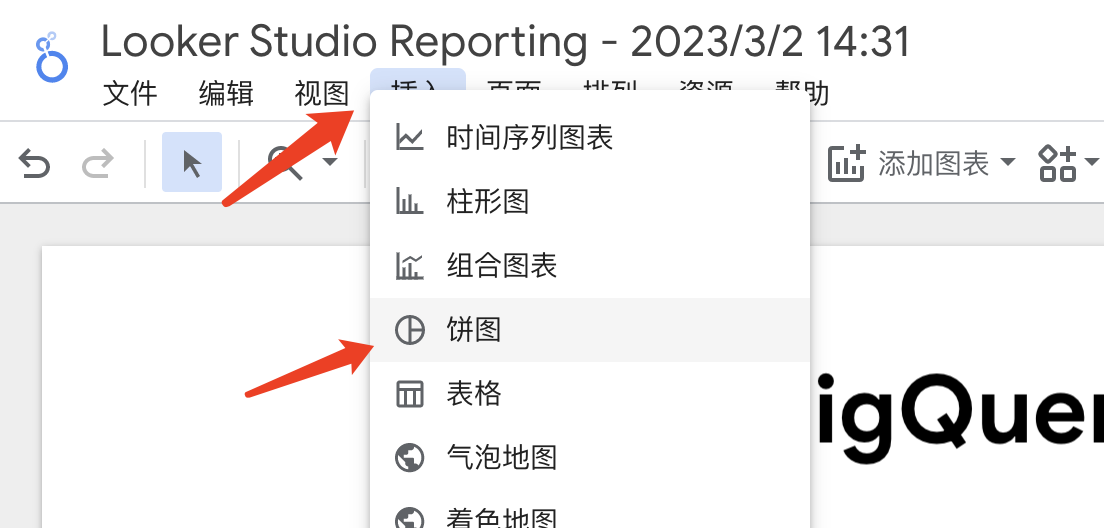 Looker Studio Reporting - 2023/3/2 14:31
文件 编辑 视图 插入 页面 排列 资源 帮助
时间序列图表
添加图表
柱形图
组合图表
饼图
表格
igQuer
气泡地图
着色地图